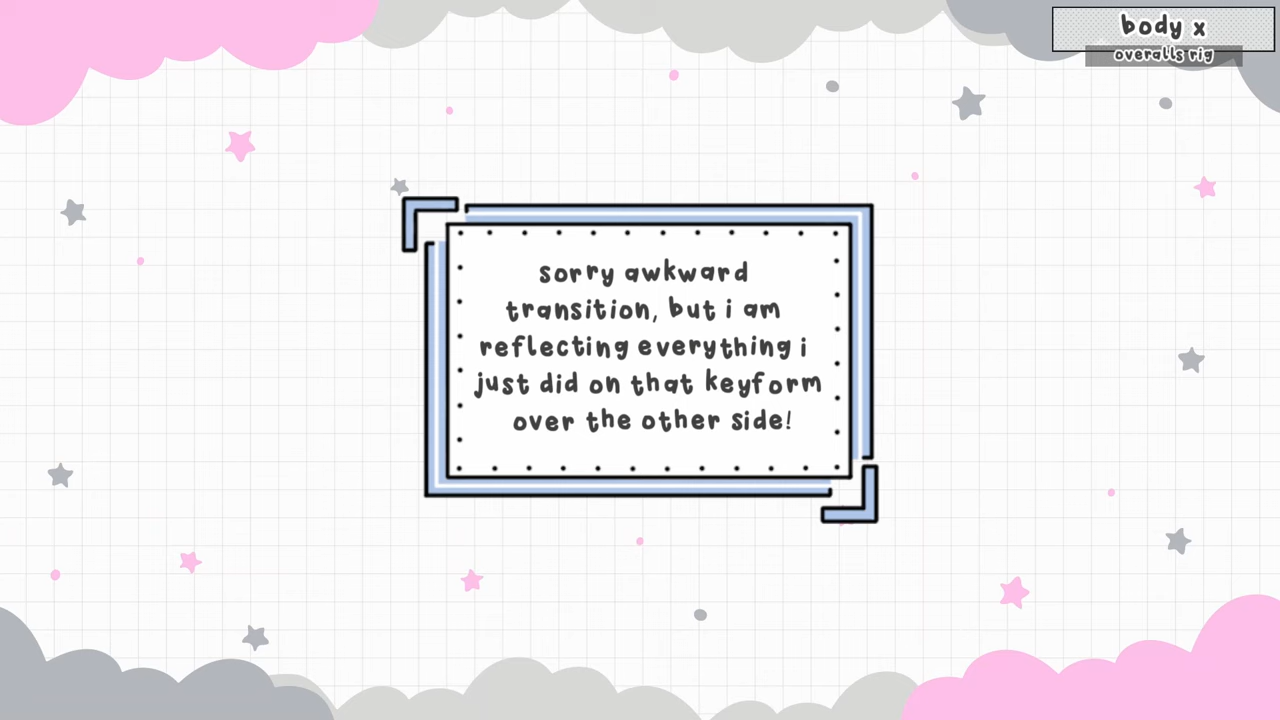 body x
overalls rig
sorry awkward
transition, but i am
reflecting everything i
just did on that keyform
over the other side!